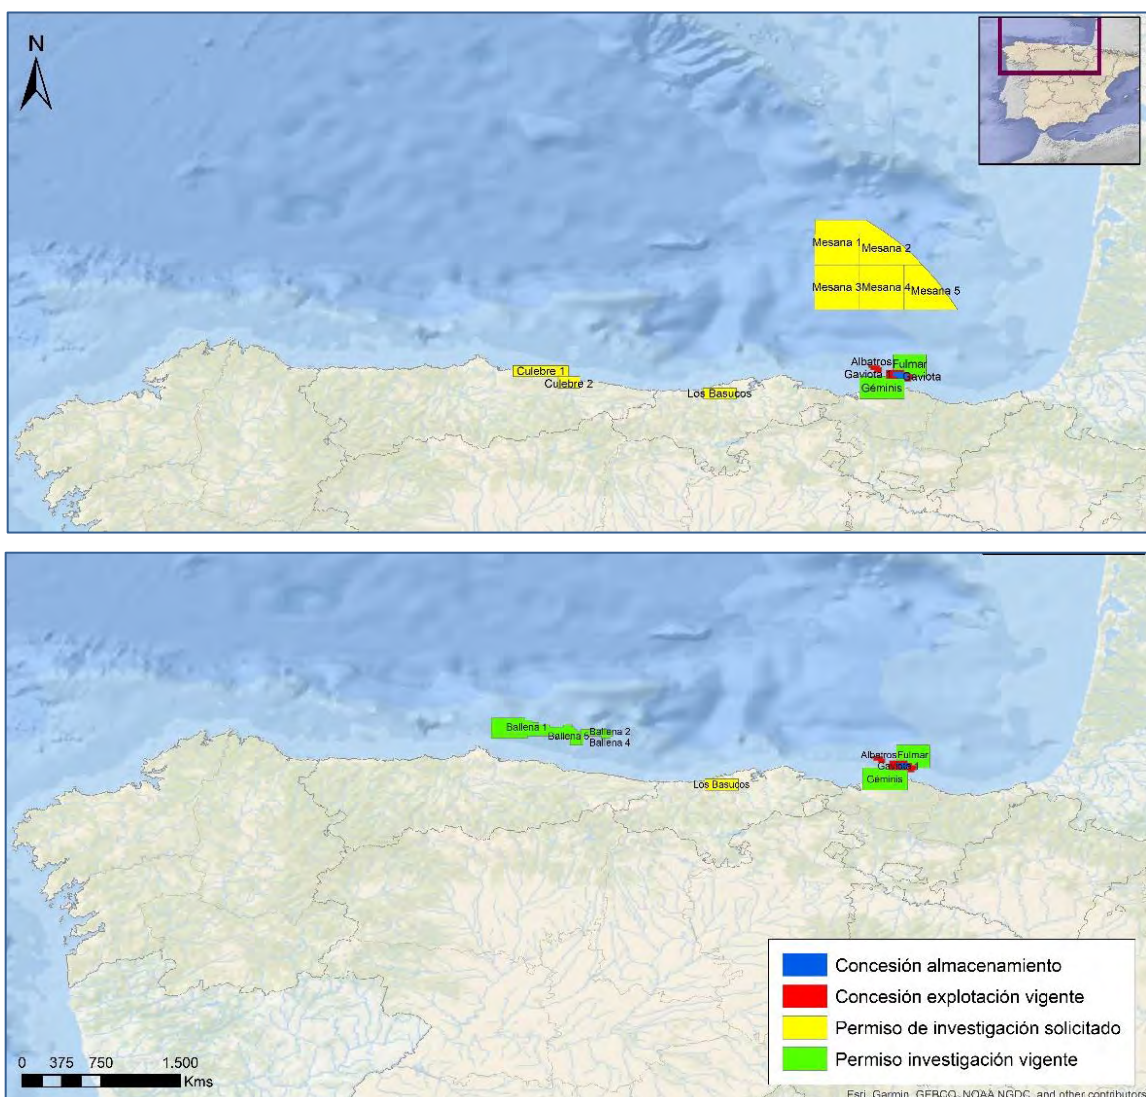 N
Mesana 1
Mesana 2
Mesana 3
Mesana 4
Mesana 5
Culebre 1
Culebre 2
Los Basucos
Albatros
Fulmar
Gaviota
Gaviota
Géminis
Ballena 1
Ballena 2
Ballena 5
Ballena 4
Albatros
Fulmar
Gaviota 1
Géminis
Los Basucos
Concesión almacenamiento
Concesión explotación vigente
Permiso de investigación solicitado
Permiso investigación vigente
0 375 750 1.500
Kms
Esri, Garmin, GEBCO, NOAA NGDC, and other contributors